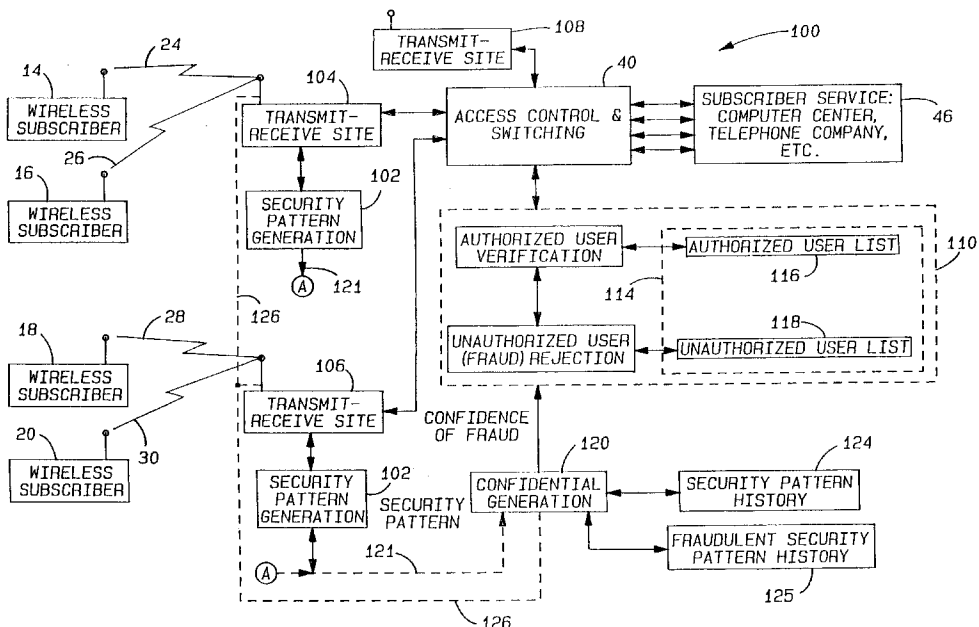 24
108
100
14
104
TRANSMIT-
RECEIVE SITE
40
WIRELESS
SUBSCRIBER
TRANSMIT-
RECEIVE SITE
ACCESS CONTROL &
SWITCHING
SUBSCRIBER SERVICE:
COMPUTER CENTER,
TELEPHONE COMPANY,
ETC.
46
26
16
102
WIRELESS
SUBSCRIBER
SECURITY
PATTERN
GENERATION
AUTHORIZED USER
VERIFICATION
AUTHORIZED USER LIST
110
A
121
114
116
126
28
18
118
WIRELESS
SUBSCRIBER
UNAUTHORIZED USER
(FRAUD) REJECTION
UNAUTHORIZED USER LIST
106
TRANSMIT-
RECEIVE SITE
CONFIDENCE
OF FRAUD
20
30
120
124
WIRELESS
SUBSCRIBER
102
SECURITY
PATTERN
GENERATION
SECURITY
PATTERN
CONFIDENTIAL
GENERATION
SECURITY PATTERN
HISTORY
A
121
FRAUDULENT SECURITY
PATTERN HISTORY
125
126